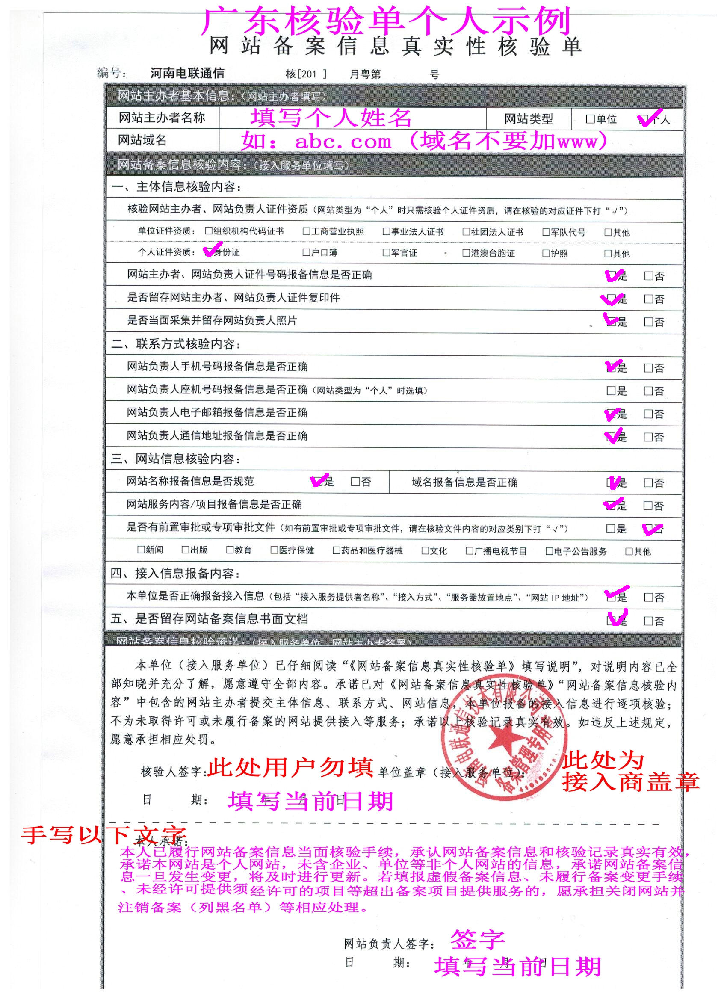 广东核验单个人示例
网站备案信息真实性核验单
编号： 河南电联通信 核[201 ] 月粤第 号
网站主办者基本信息：（网站主办者填写）
网站主办者名称 填写个人姓名 网站类型 □单位 □个人
网站域名 如：abc.com（域名不要加www）
网站备案信息核验内容：（接入服务单位填写）
一、主体信息核验内容：
核验网站主办者、网站负责人证件资质（网站类型为“个人”时只需核验个人证件资质，请在核验的对应证件下打“√”）
单位证件资质： □组织机构代码证书 □工商营业执照 □事业法人证书 □社团法人证书 □军队代号 □其他
个人证件资质： □身份证 □户口簿 □军官证 □港澳台胞证 □护照 □其他
网站主办者、网站负责人证件号码报备信息是否正确 □是 □否
是否留存网站主办者、网站负责人证件复印件 □是 □否
是否当面采集并留存网站负责人照片 □是 □否
二、联系方式核验内容：
网站负责人手机号码报备信息是否正确 □是 □否
网站负责人座机号码报备信息是否正确（网站类型为“个人”时选填） □是 □否
网站负责人电子邮箱报备信息是否正确 □是 □否
网站负责人通信地址报备信息是否正确 □是 □否
三、网站信息核验内容：
网站名称报备信息是否规范 □是 □否 域名报备信息是否正确 □是 □否
网站服务内容/项目报备信息是否正确 □是 □否
是否有前置审批或专项审批文件（如有前置审批或专项审批文件，请在核验文件内容的对应类别下打“√”） □是 □否
□新闻 □出版 □教育 □医疗保健 □药品和医疗器械 □文化 □广播电视节目 □电子公告服务 □其他
四、接入信息报备内容：
本单位是否正确报备接入信息（包括“接入服务提供者名称”、“接入方式”、“服务器放置地点”、“网站 IP 地址”） □是 □否
五、是否留存网站备案信息书面文档 □是 □否
网站备案信息核验承诺：（接入服务单位、网站主办者签署）
本单位（接入服务单位）已仔细阅读“《网站备案信息真实性核验单》填写说明”，对说明内容已全
部知晓并充分了解，愿意遵守全部内容。承诺已对《网站备案信息真实性核验单》“网站备案信息核验内
容”中包含的网站主办者提交主体信息、联系方式、网站信息，本单位报备的接入信息进行逐项核验；
不为未取得许可或未履行备案的网站提供接入等服务；承诺以上核验记录真实有效。如违反上述规定，
愿意承担相应处罚。
核验人签字： 此处用户勿填 单位盖章（接入服务单位）： 此处为
接入商盖章
电联通信技术有限公司
备案管理专用章
日 期： 填写当前日期 年 月 日
手写以下文字
本人承诺：
本人已履行网站备案信息当面核验手续，承认网站备案信息和核验记录真实有效，
承诺本网站是个人网站，未含企业、单位等非个人网站的信息，承诺网站备案信
息一旦发生变更，将及时进行更新。若填报虚假备案信息、未履行备案变更手续
、未经许可提供须经许可的项目等超出备案项目提供服务的，愿承担关闭网站并
注销备案（列黑名单）等相应处理。
网站负责人签字： 签字
日 期： 填写当前日期 年 月 日